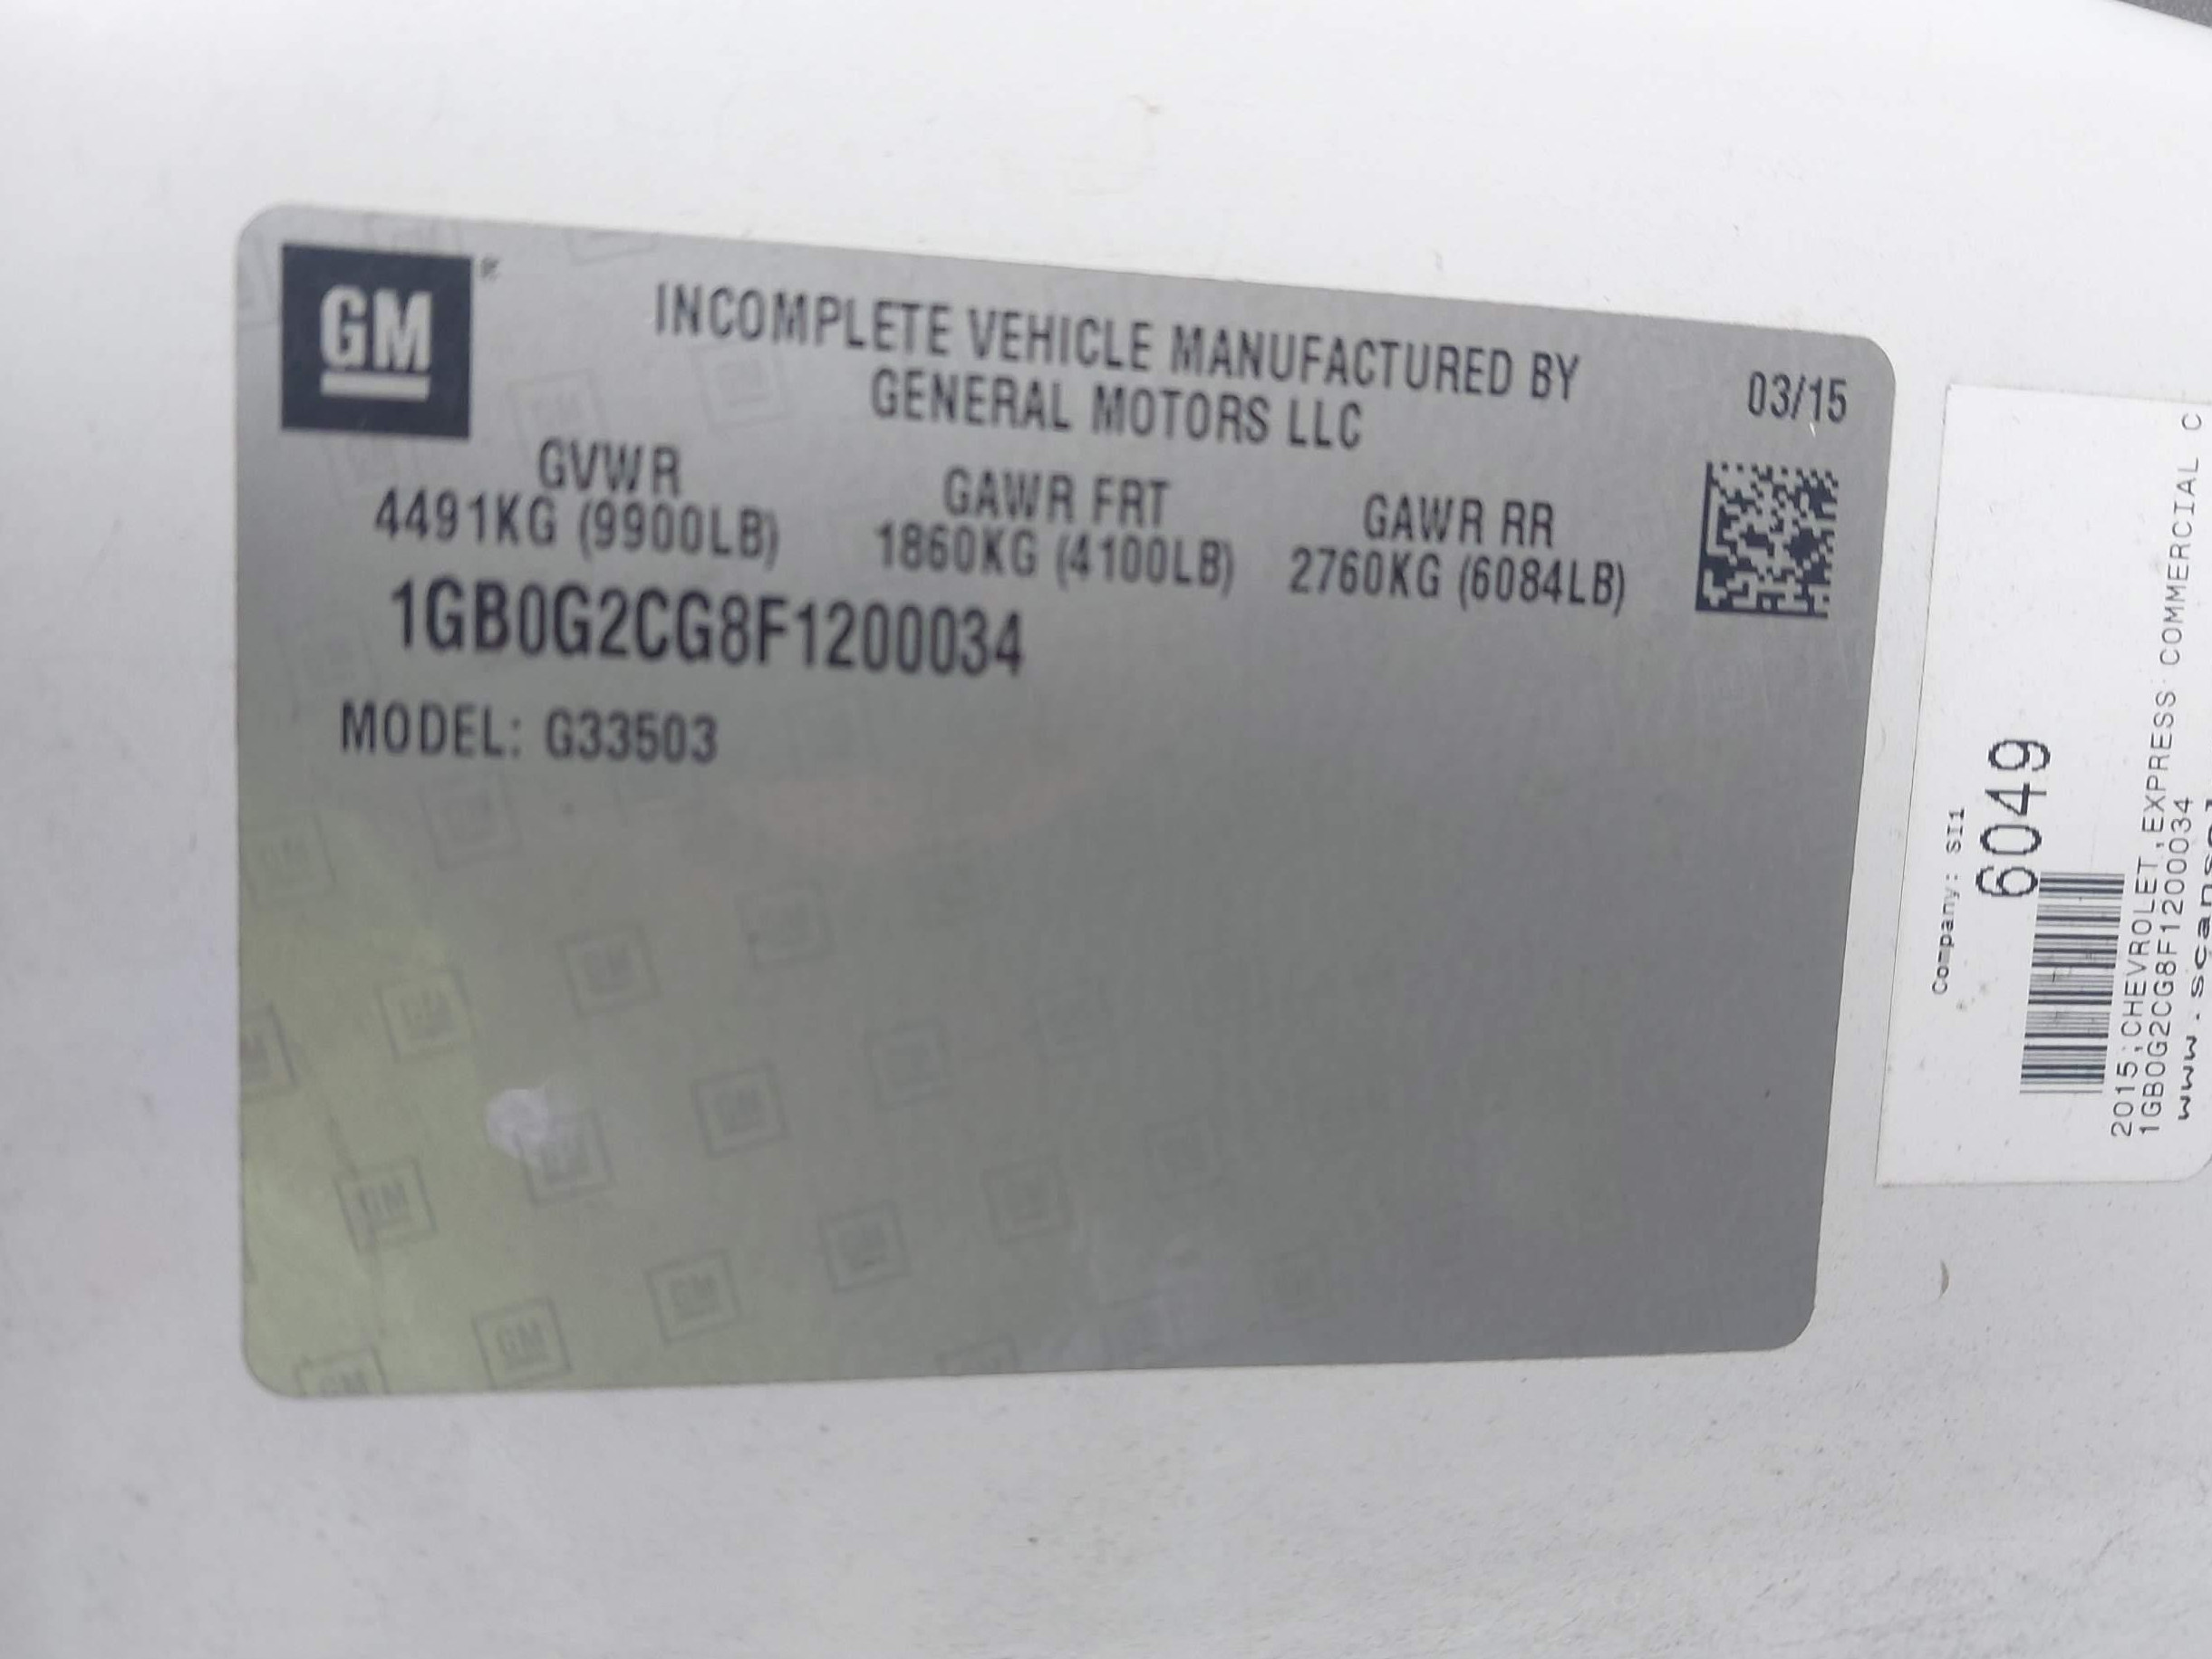 GM
INCOMPLETE VEHICLE MANUFACTURED BY
GENERAL MOTORS LLC
03/15
GVWR GAWR FRT GAWR RR
4491KG (9900LB) 1860KG (4100LB) 2760KG (6084LB)
1GB0G2CG8F1200034
MODEL: G33503
Company: SI1
6049
2015;CHEVROLET,EXPRESS COMMERCIAL C
1GB0G2CG8F1200034